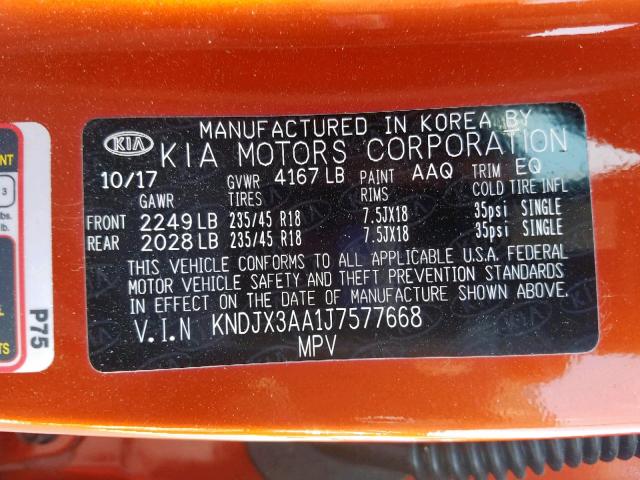 MANUFACTURED IN KOREA BY
KIA KIA MOTORS CORPORATION
10/17 GVWR 4167 LB PAINT AAQ TRIM EQ
GAWR TIRES RIMS COLD TIRE INFL
FRONT 2249 LB 235/45 R18 7.5JX18 35psi SINGLE
REAR 2028 LB 235/45 R18 7.5JX18 35psi SINGLE
THIS VEHICLE CONFORMS TO ALL APPLICABLE U.S.A. FEDERAL
MOTOR VEHICLE SAFETY AND THEFT PREVENTION STANDARDS
IN EFFECT ON THE DATE OF MANUFACTURE SHOWN ABOVE.
V.I.N KNDJX3AA1J7577668
MPV
3
P75